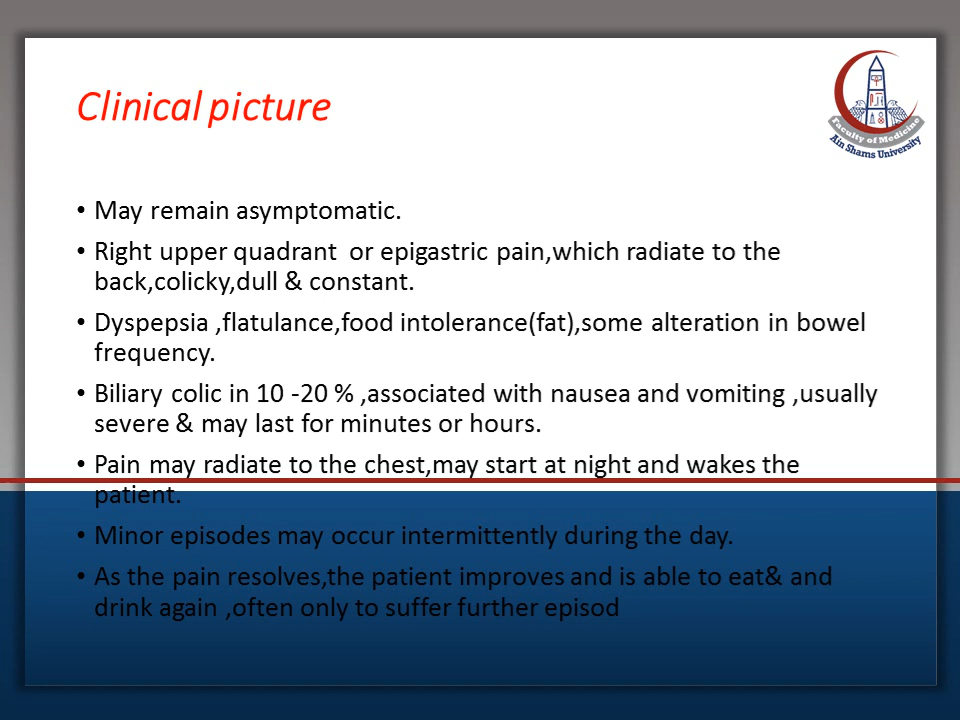 Clinical picture
Faculty of Medicine
Ain Shams University
• May remain asymptomatic.
• Right upper quadrant  or epigastric pain,which radiate to the
back,colicky,dull & constant.
• Dyspepsia ,flatulance,food intolerance(fat),some alteration in bowel
frequency.
• Biliary colic in 10 -20 % ,associated with nausea and vomiting ,usually
severe & may last for minutes or hours.
• Pain may radiate to the chest,may start at night and wakes the
patient.
• Minor episodes may occur intermittently during the day.
• As the pain resolves,the patient improves and is able to eat& and
drink again ,often only to suffer further episod